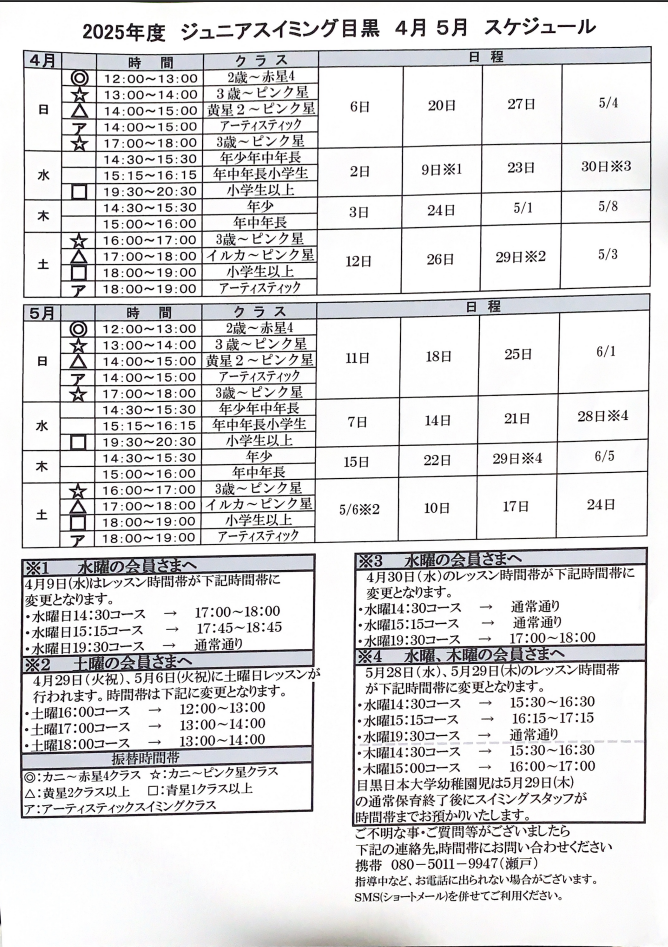 2025年度 ジュニアスイミング目黒 4月 5月 スケジュール
4月 時間 クラス 日程
日 ◎ 12:00～13:00 2歳～赤星4 6日 20日 27日 5/4
☆ 13:00～14:00 3歳～ピンク星
△ 14:00～15:00 黄星2～ピンク星
ア 14:00～15:00 アーティスティック
☆ 17:00～18:00 3歳～ピンク星
水 14:30～15:30 年少年中年長 2日 9日※1 23日 30日※3
15:15～16:15 年中年長小学生
□ 19:30～20:30 小学生以上
木 14:30～15:30 年少 3日 24日 5/1 5/8
15:00～16:00 年中年長
土 ☆ 16:00～17:00 3歳～ピンク星 12日 26日 29日※2 5/3
△ 17:00～18:00 イルカ～ピンク星
□ 18:00～19:00 小学生以上
ア 18:00～19:00 アーティスティック
5月 時間 クラス 日程
日 ◎ 12:00～13:00 2歳～赤星4 11日 18日 25日 6/1
☆ 13:00～14:00 3歳～ピンク星
△ 14:00～15:00 黄星2～ピンク星
ア 14:00～15:00 アーティスティック
☆ 17:00～18:00 3歳～ピンク星
水 14:30～15:30 年少年中年長 7日 14日 21日 28日※4
15:15～16:15 年中年長小学生
□ 19:30～20:30 小学生以上
木 14:30～15:30 年少 15日 22日 29日※4 6/5
15:00～16:00 年中年長
土 ☆ 16:00～17:00 3歳～ピンク星 5/6※2 10日 17日 24日
△ 17:00～18:00 イルカ～ピンク星
□ 18:00～19:00 小学生以上
ア 18:00～19:00 アーティスティック
※1 水曜の会員さまへ
4月9日(水)はレッスン時間帯が下記時間帯に
変更となります。
・水曜日14:30コース → 17:00～18:00
・水曜日15:15コース → 17:45～18:45
・水曜日19:30コース → 通常通り
※2 土曜の会員さまへ
4月29日(火祝)、5月6日(火祝)に土曜日レッスンが
行われます。時間帯は下記に変更となります。
・土曜16:00コース → 12:00～13:00
・土曜17:00コース → 13:00～14:00
・土曜18:00コース → 13:00～14:00
振替時間帯
◎:カニ～赤星4クラス ☆:カニ～ピンク星クラス
△:黄星2クラス以上 □:青星1クラス以上
ア:アーティスティックスイミングクラス
※3 水曜の会員さまへ
4月30日(水)のレッスン時間帯が下記時間帯に
変更となります。
・水曜14:30コース → 通常通り
・水曜15:15コース → 通常通り
・水曜19:30コース → 17:00～18:00
※4 水曜、木曜の会員さまへ
5月28日(水)、5月29日(木)のレッスン時間帯
が下記時間帯に変更となります。
・水曜14:30コース → 15:30～16:30
・水曜15:15コース → 16:15～17:15
・水曜19:30コース → 通常通り
・木曜14:30コース → 15:30～16:30
・木曜15:00コース → 16:00～17:00
目黒日本大学幼稚園児は5月29日(木)
の通常保育終了後にスイミングスタッフが
時間帯までお預かりいたします。
ご不明な事・ご質問等がございましたら
下記の連絡先,時間帯にお問い合わせください
携帯 080－5011－9947(瀬戸)
指導中など、お電話に出られない場合がございます。
SMS(ショートメール)を併せてご利用ください。